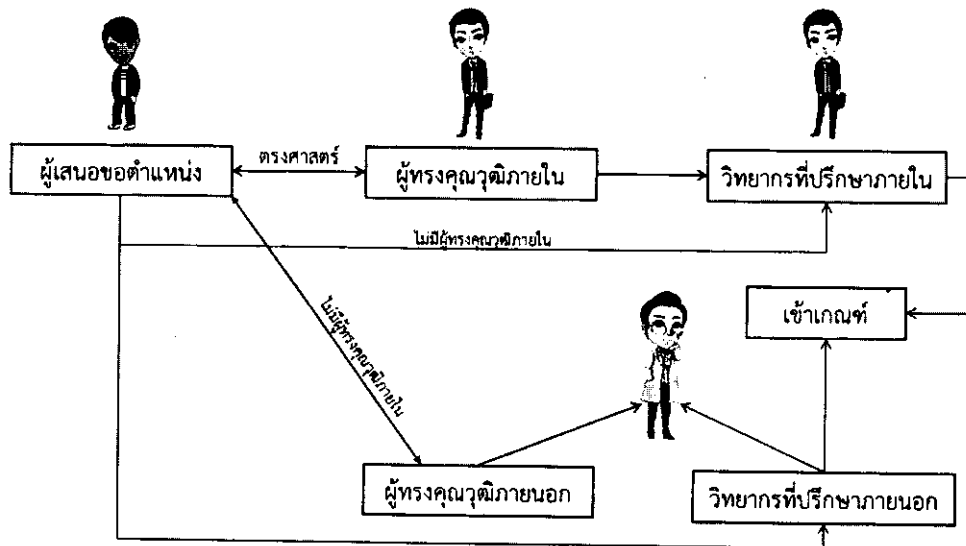 ผู้เสนอขอตำแหน่ง
ตรงศาสตร์
ผู้ทรงคุณวุฒิภายใน
วิทยากรที่ปรึกษาภายใน
ไม่มีผู้ทรงคุณวุฒิภายใน
ไม่มีผู้ทรงคุณวุฒิภายใน
เข้าเกณฑ์
ผู้ทรงคุณวุฒิภายนอก
วิทยากรที่ปรึกษาภายนอก